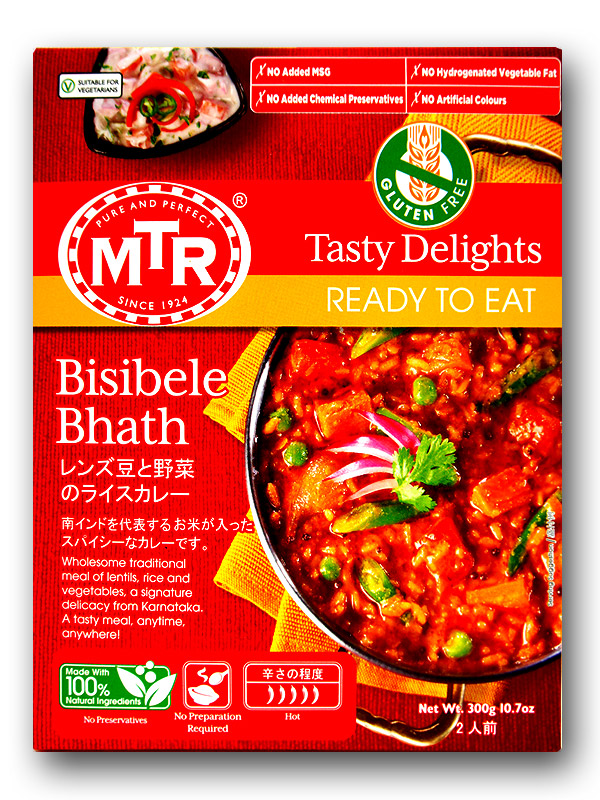 SUITABLE FOR
VEGETARIANS
NO Added MSG
NO Hydrogenated Vegetable Fat
NO Added Chemical Preservatives
NO Artificial Colours
GLUTEN FREE
PURE AND PERFECT
MTR
SINCE 1924
®
Tasty Delights
READY TO EAT
Bisibele
Bhath
レンズ豆と野菜
のライスカレー
南インドを代表するお米が入った
スパイシーなカレーです。
Wholesome traditional
meal of lentils, rice and
vegetables, a signature
delicacy from Karnataka.
A tasty meal, anytime,
anywhere!
Serving Suggestion
Made With
100%
Natural Ingredients
No Preservatives
No Preparation
Required
辛さの程度
Hot
Net Wt. 300g 10.7oz
2人前